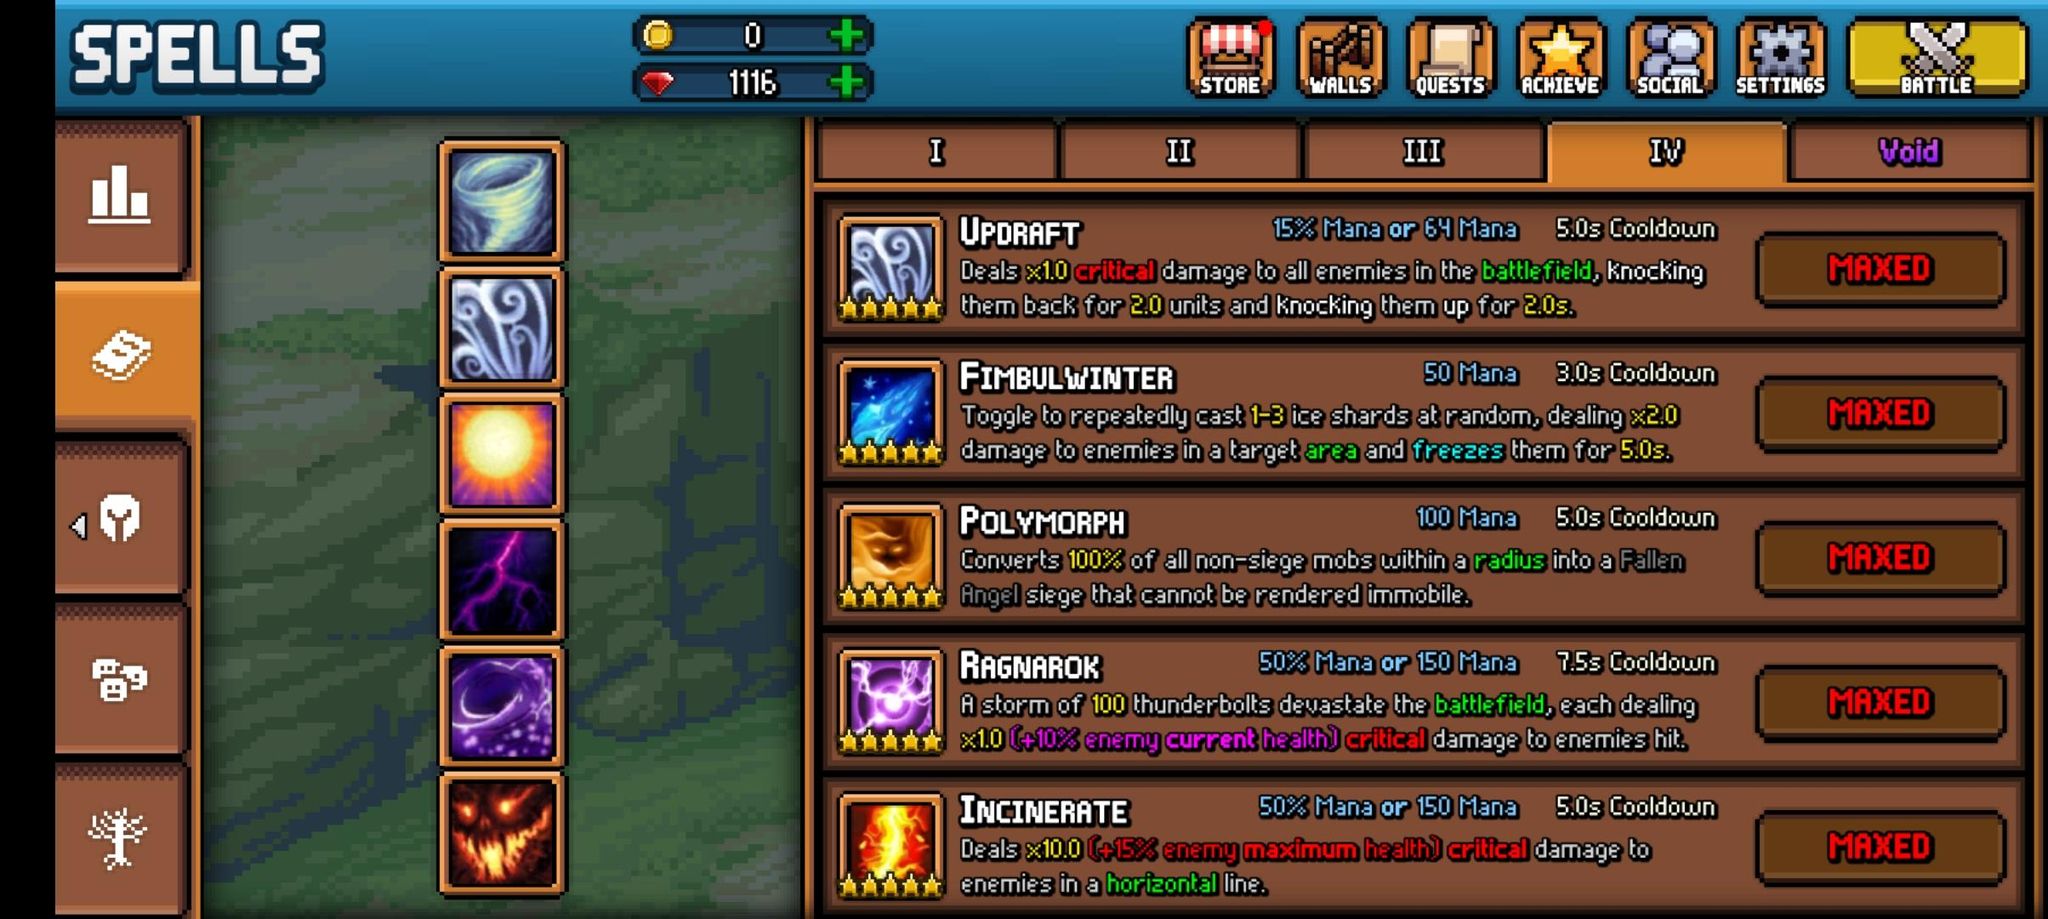 SPELLS
0
1116
STORE
WALLS
QUESTS
ACHIEVE
SOCIAL
SETTINGS
BATTLE
I
II
III
IV
Void
UPDRAFT
15% Mana or 64 Mana
5.0s Cooldown
Deals x1.0 critical damage to all enemies in the battlefield, knocking
them back for 2.0 units and knocking them up for 2.0s.
MAXED
FIMBULWINTER
50 Mana
3.0s Cooldown
Toggle to repeatedly cast 1-3 ice shards at random, dealing x2.0
damage to enemies in a target area and freezes them for 5.0s.
MAXED
POLYMORPH
100 Mana
5.0s Cooldown
Converts 100% of all non-siege mobs within a radius into a Fallen
Angel siege that cannot be rendered immobile.
MAXED
RAGNAROK
50% Mana or 150 Mana
7.5s Cooldown
A storm of 100 thunderbolts devastate the battlefield, each dealing
x1.0 (+10% enemy current health) critical damage to enemies hit.
MAXED
INCINERATE
50% Mana or 150 Mana
5.0s Cooldown
Deals x10.0 (+15% enemy maximum health) critical damage to
enemies in a horizontal line.
MAXED